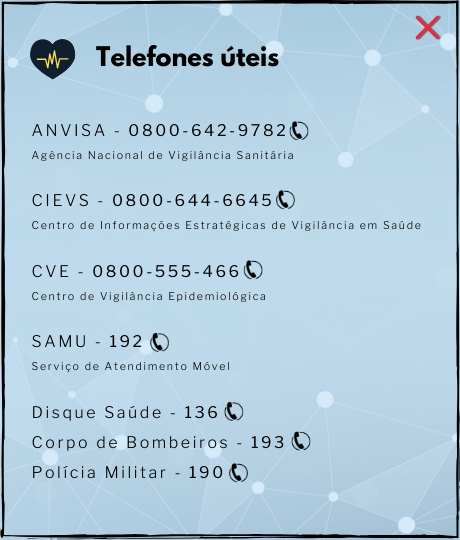 Telefones úteis
ANVISA - 0800-642-9782
Agência Nacional de Vigilância Sanitária
CIEVS - 0800-644-6645
Centro de Informações Estratégicas de Vigilância em Saúde
CVE - 0800-555-466
Centro de Vigilância Epidemiológica
SAMU - 192
Serviço de Atendimento Móvel
Disque Saúde - 136
Corpo de Bombeiros - 193
Polícia Militar - 190